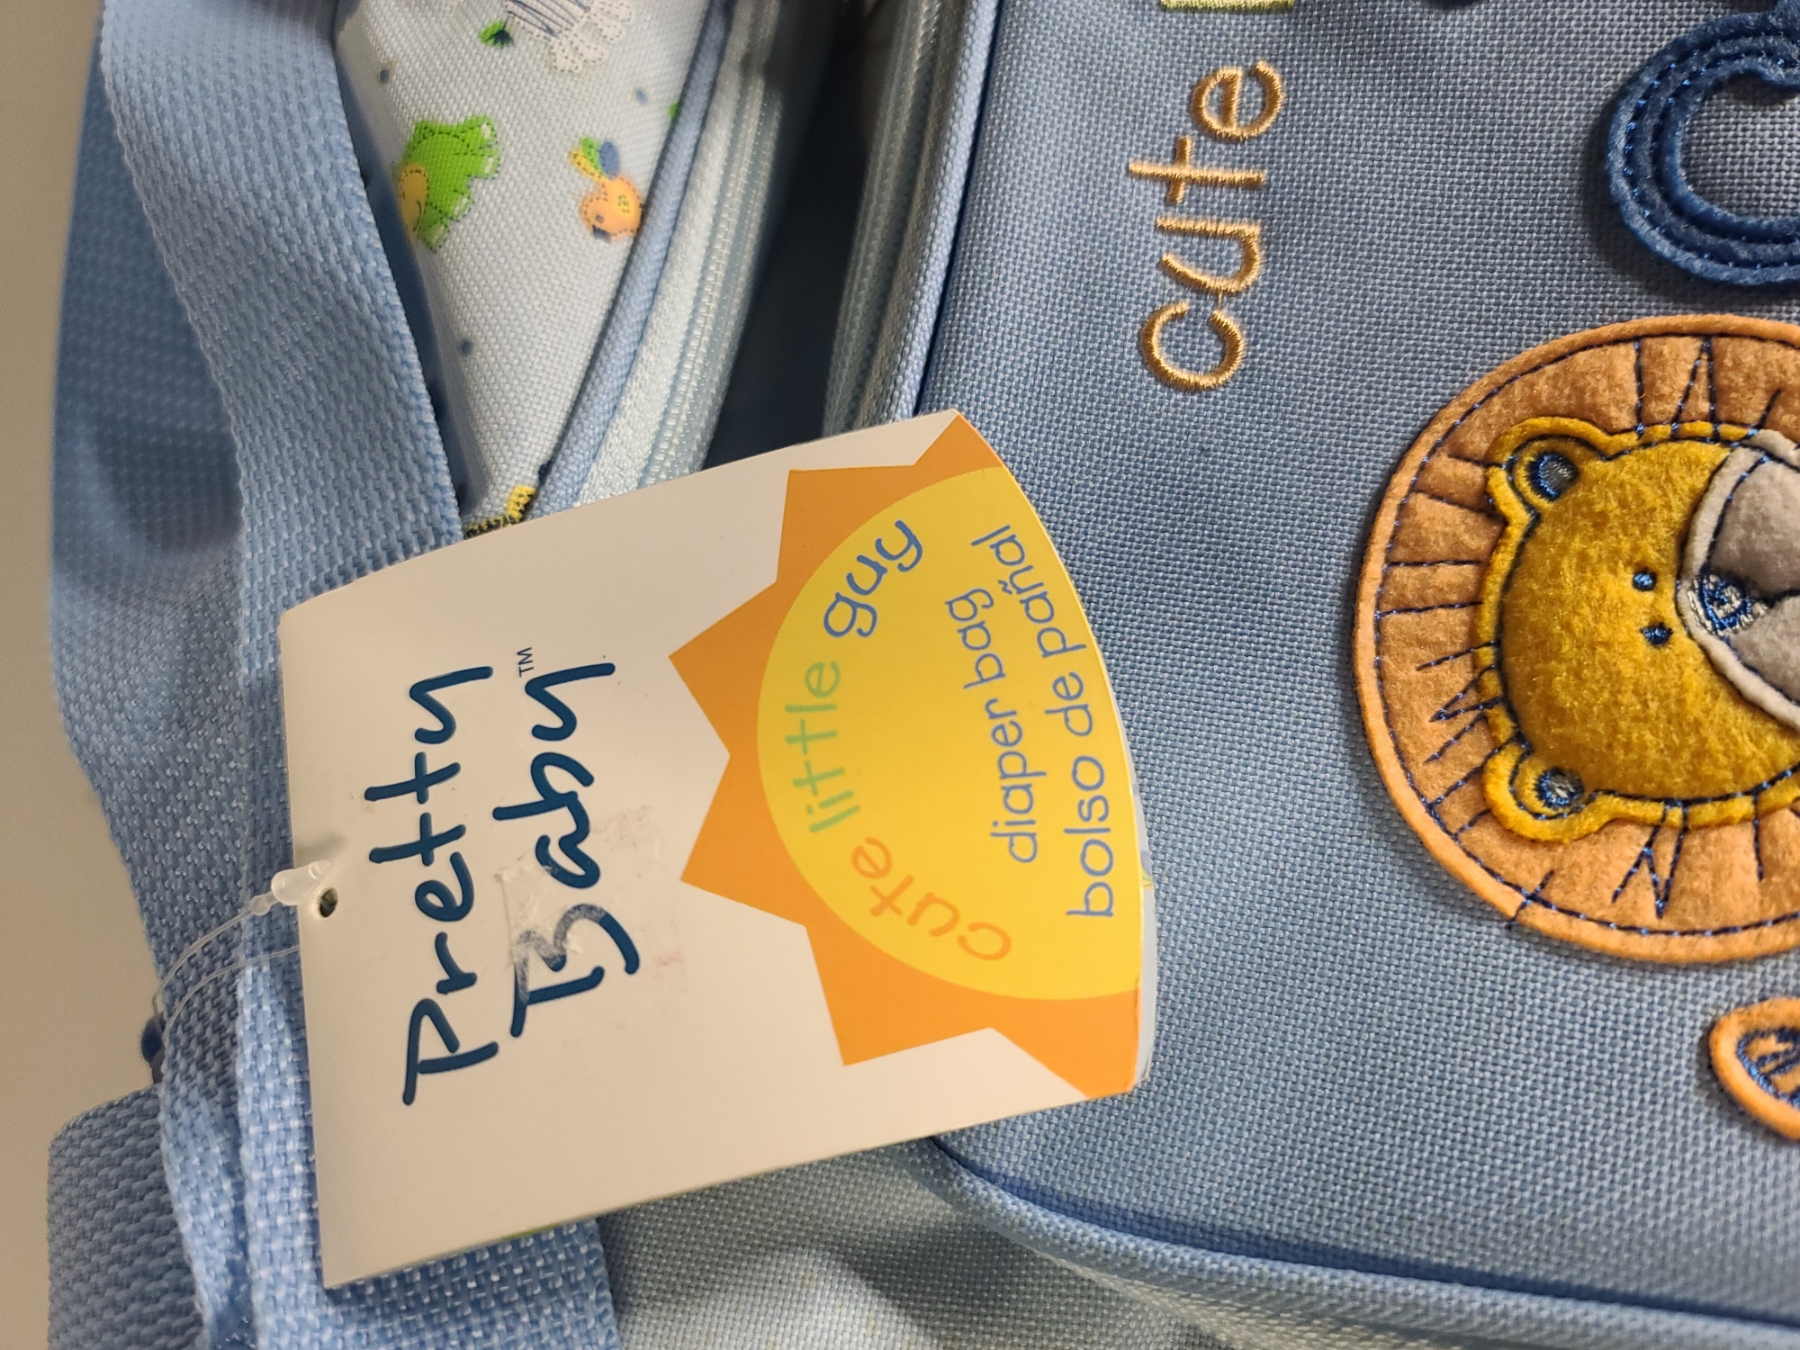 Pretty
Baby™
cute little guy
diaper bag
bolso de pañal
cute